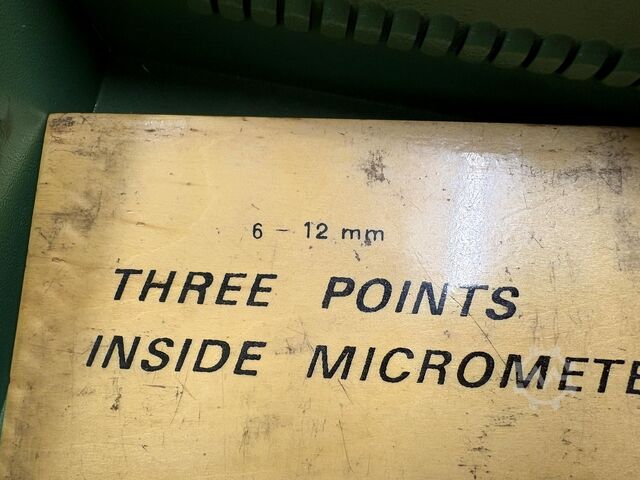 6 - 12 mm
THREE POINTS
INSIDE MICROMETE